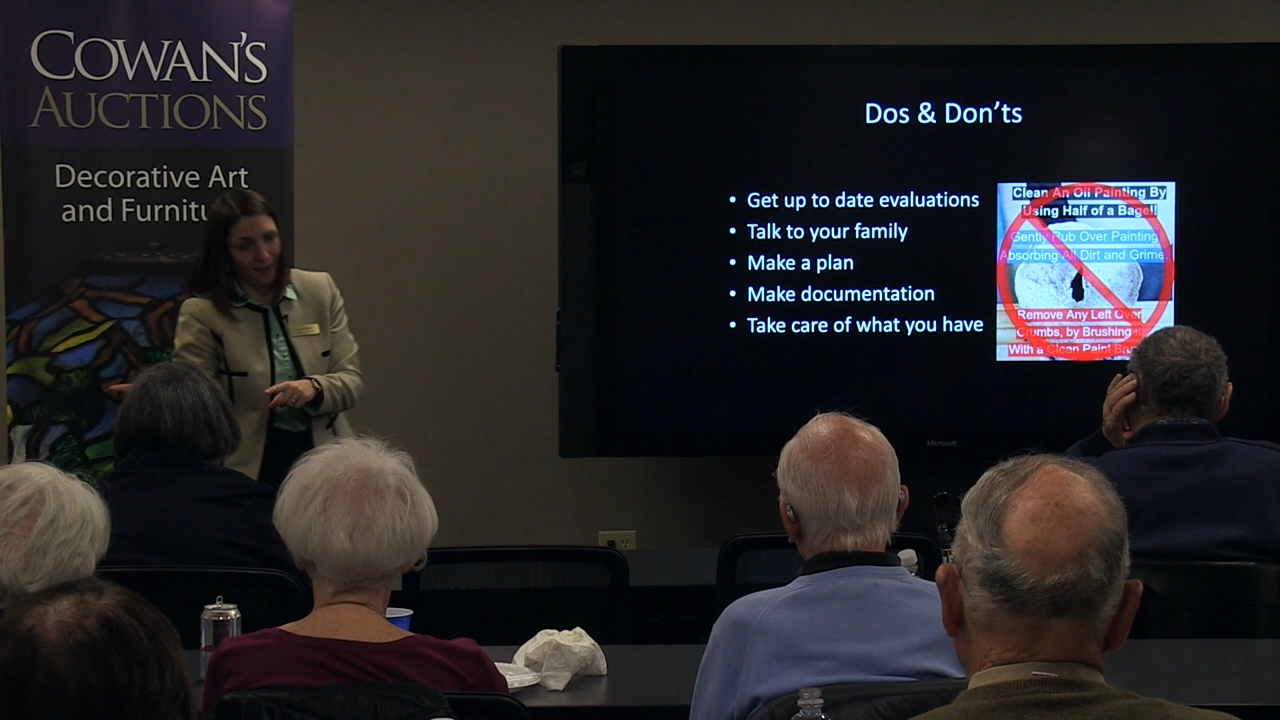 COWAN'S
AUCTIONS
Decorative Art
and Furnitu
Dos & Don'ts
• Get up to date evaluations
• Talk to your family
• Make a plan
• Make documentation
• Take care of what you have
Clean An Oil Painting By
Using Half of a Bagel!
Gently Rub Over Painting
Absorbing All Dirt and Grime.
Remove Any Left Over
Crumbs, by Brushing
With a Clean Paint Bru
Microsoft